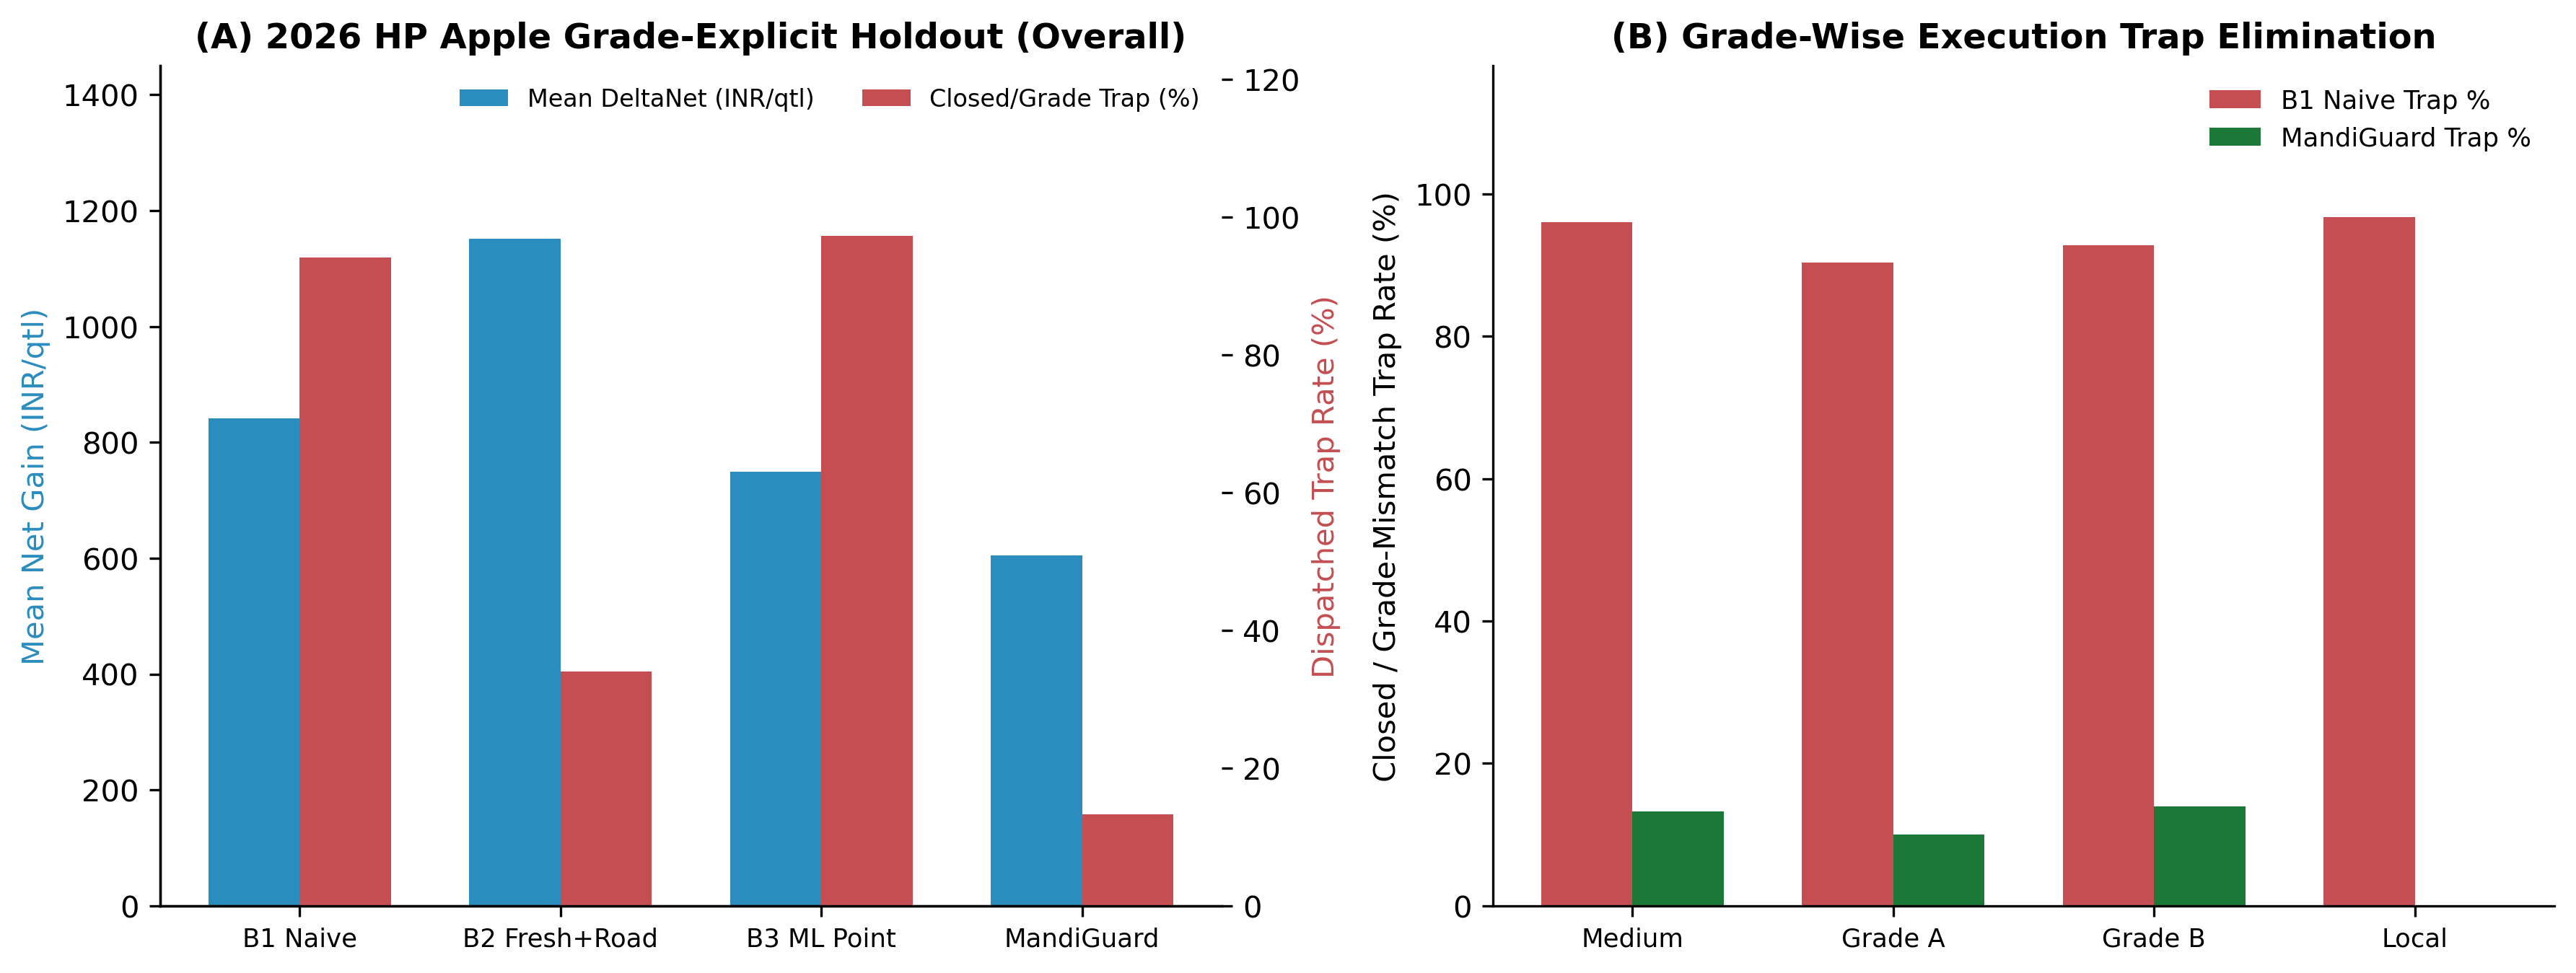 (A) 2026 HP Apple Grade-Explicit Holdout (Overall)
Mean DeltaNet (INR/qtl)
Closed/Grade Trap (%)
Mean Net Gain (INR/qtl)
1400
1200
1000
800
600
400
200
0
120
100
80
60
40
20
0
Dispatched Trap Rate (%)
B1 Naive
B2 Fresh+Road
B3 ML Point
MandiGuard
(B) Grade-Wise Execution Trap Elimination
B1 Naive Trap %
MandiGuard Trap %
Closed / Grade-Mismatch Trap Rate (%)
100
80
60
40
20
0
Medium
Grade A
Grade B
Local